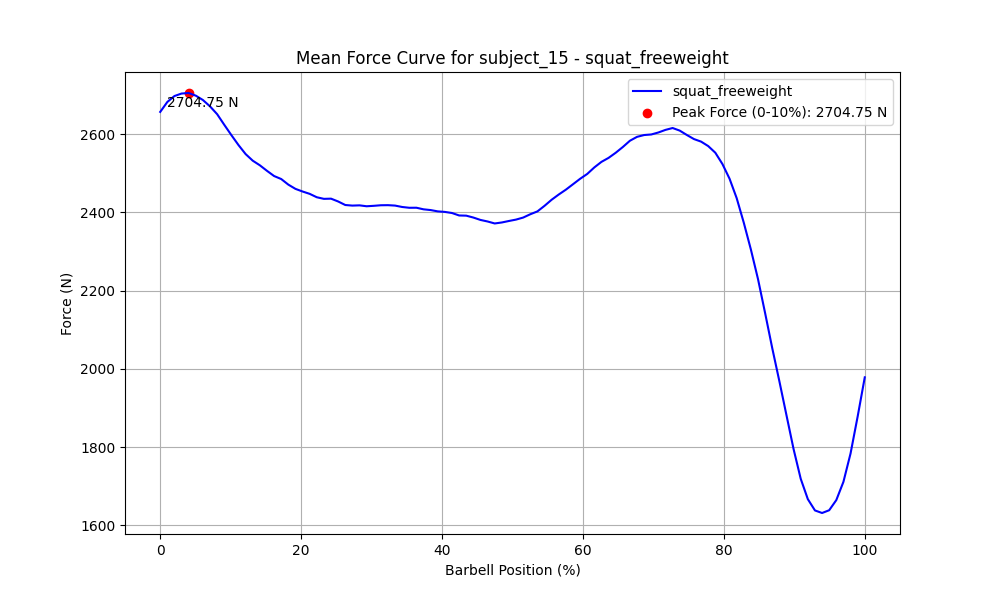 Mean Force Curve for subject_15 - squat_freeweight
squat_freeweight
Peak Force (0-10%): 2704.75 N
2704.75 N
2600
2400
2200
2000
1800
1600
Force (N)
0 20 40 60 80 100
Barbell Position (%)